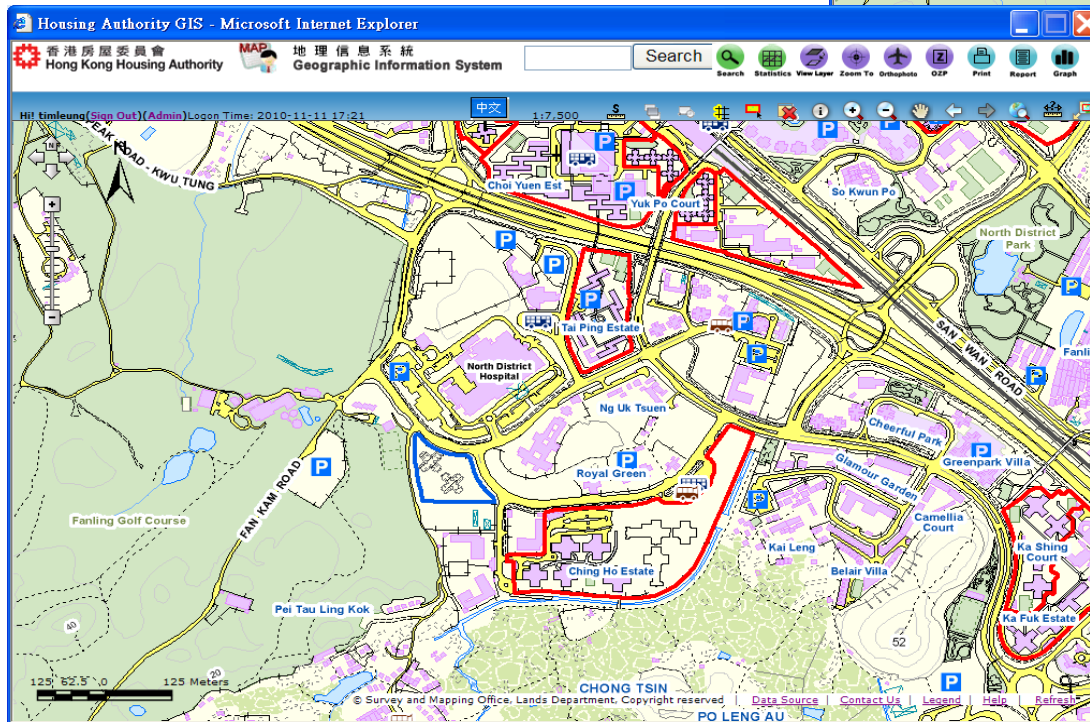 Housing Authority GIS - Microsoft Internet Explorer
香港房屋委員會
Hong Kong Housing Authority
MAP
地理信息系統
Geographic Information System
Search
Search
Statistics
View Layer
Zoom To
Orthophoto
OZP
Print
Report
Graph
Hi! timleung(Sign Out)(Admin)Logon Time: 2010-11-11 17:21
中文
1:7,500
PEAK ROAD - KWU TUNG
N
N
Choi Yuen Est
Yuk Po Court
So Kwun Po
North District
Park
Tai Ping Estate
SAN WAN ROAD
North District
Hospital
Ng Uk Tsuen
Cheerful Park
Royal Green
Greenpark Villa
Glamour Garden
Fanling Golf Course
FAN KAM ROAD
Camellia
Court
Kai Leng
Ka Shing
Court
Ching Ho Estate
Belair Villa
Pei Tau Ling Kok
Ka Fuk Estate
40
52
20
125 62.5 0 125 Meters
CHONG TSIN
© Survey and Mapping Office, Lands Department, Copyright reserved | Data Source | Contact Us | Legend | Help | Refresh
PO LENG AU